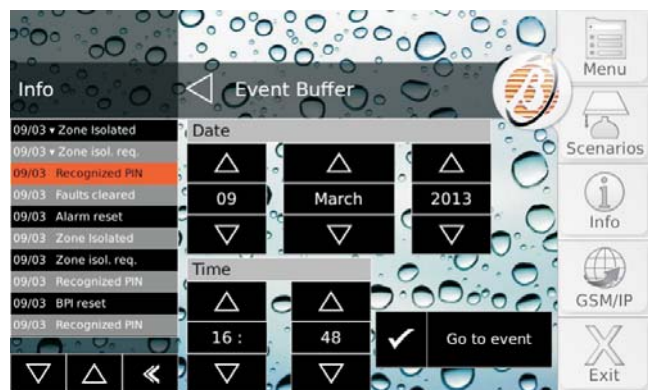 Info
Event Buffer
09/03 ▾ Zone Isolated
09/03 ▾ Zone isol. req.
09/03 Recognized PIN
09/03 Faults cleared
09/03 Alarm reset
09/03 Zone Isolated
09/03 Zone isol. req.
09/03 Recognized PIN
09/03 BPI reset
09/03 Recognized PIN
Date
09 March 2013
Time
16 : 48
Go to event
Menu
Scenarios
Info
GSM/IP
Exit